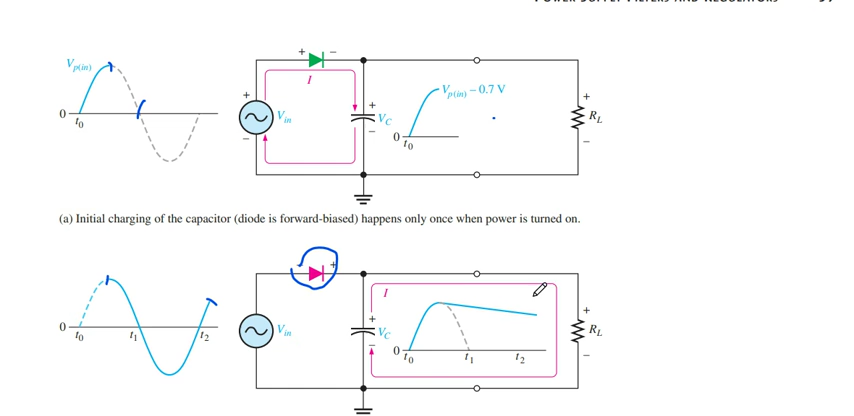 + −
V_p(in)
I
V_p(in) – 0.7 V
+ + +
0 V_in V_C R_L
t_0 0
− − −
t_0
(a) Initial charging of the capacitor (diode is forward-biased) happens only once when power is turned on.
+
I
+ +
0 V_in V_C R_L
t_0 t_1 t_2
− 0 −
t_0 t_1 t_2